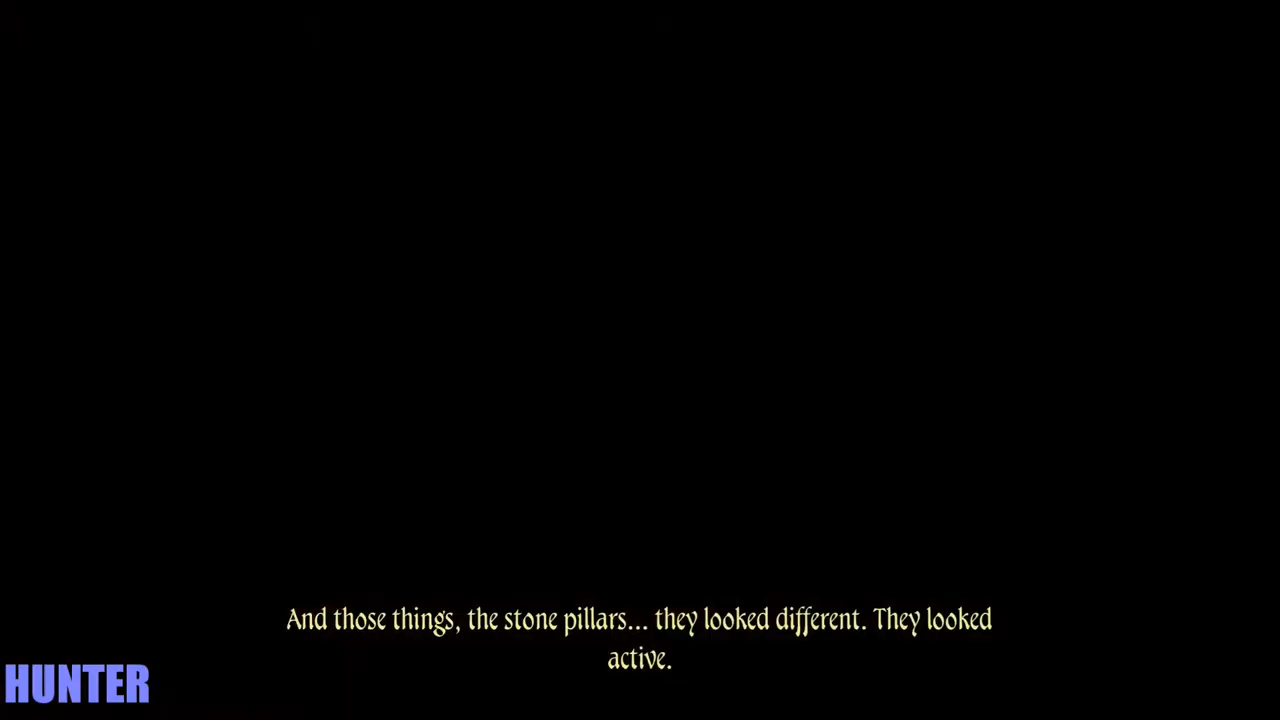 And those things, the stone pillars... they looked different. They looked
active.
HUNTER